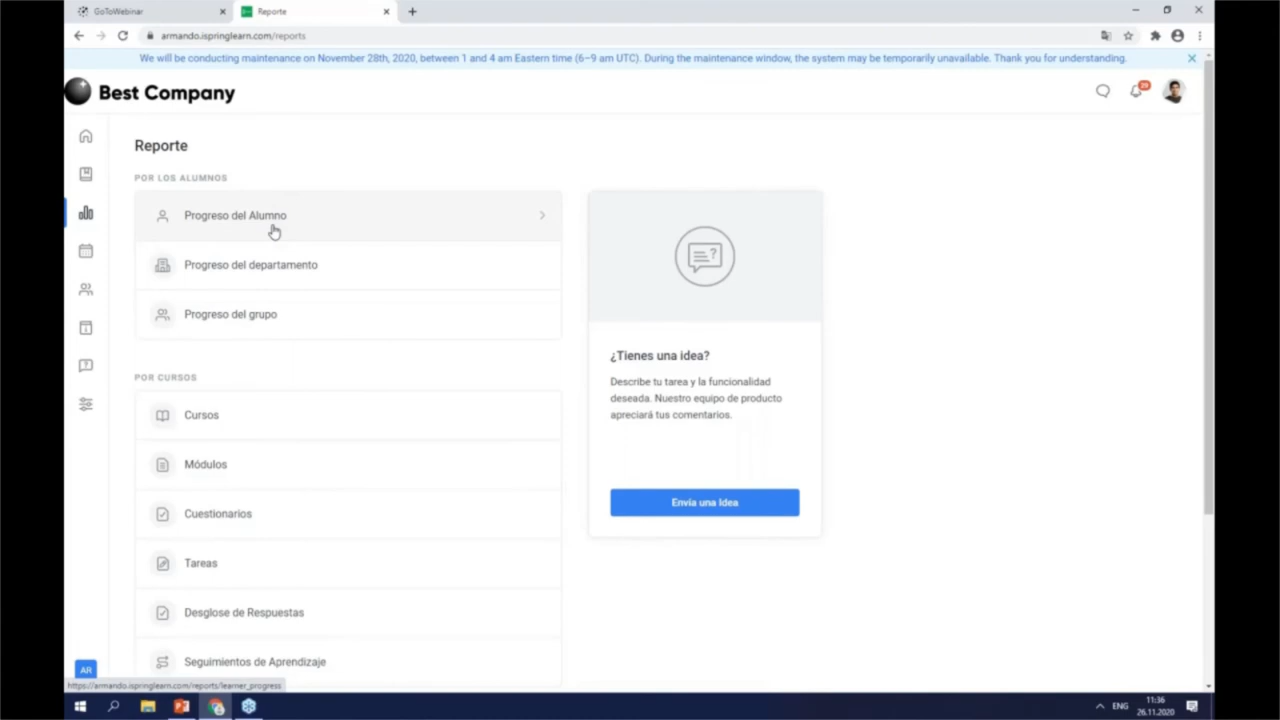 GoToWebinar
Reporte
armando.ispringlearn.com/reports
We will be conducting maintenance on November 28th, 2020, between 1 and 4 am Eastern time (6–9 am UTC). During the maintenance window, the system may be temporarily unavailable. Thank you for understanding.
Best Company
Reporte
POR LOS ALUMNOS
Progreso del Alumno
Progreso del departamento
Progreso del grupo
¿Tienes una idea?
Describe tu tarea y la funcionalidad
deseada. Nuestro equipo de producto
apreciará tus comentarios.
Envía una Idea
POR CURSOS
Cursos
Módulos
Cuestionarios
Tareas
Desglose de Respuestas
Seguimientos de Aprendizaje
AR
https://armando.ispringlearn.com/reports/learner_progress
ENG
11:36
26.11.2020